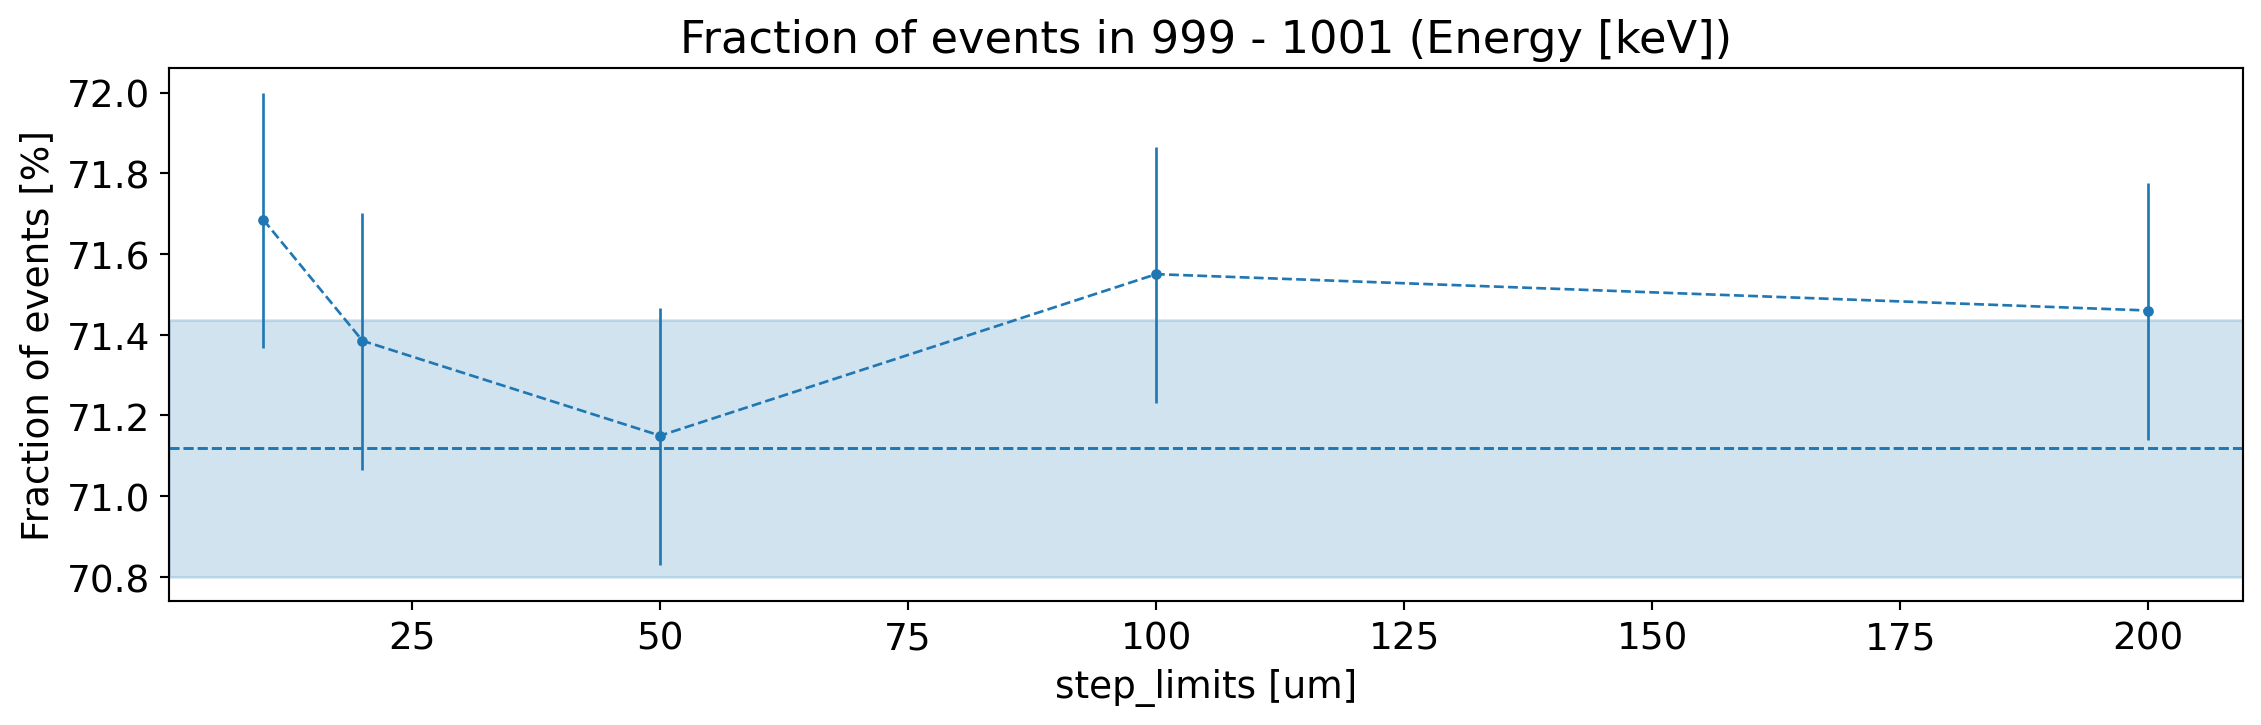 Fraction of events in 999 - 1001 (Energy [keV])
Fraction of events [%]
72.0
71.8
71.6
71.4
71.2
71.0
70.8
25 50 75 100 125 150 175 200
step_limits [um]